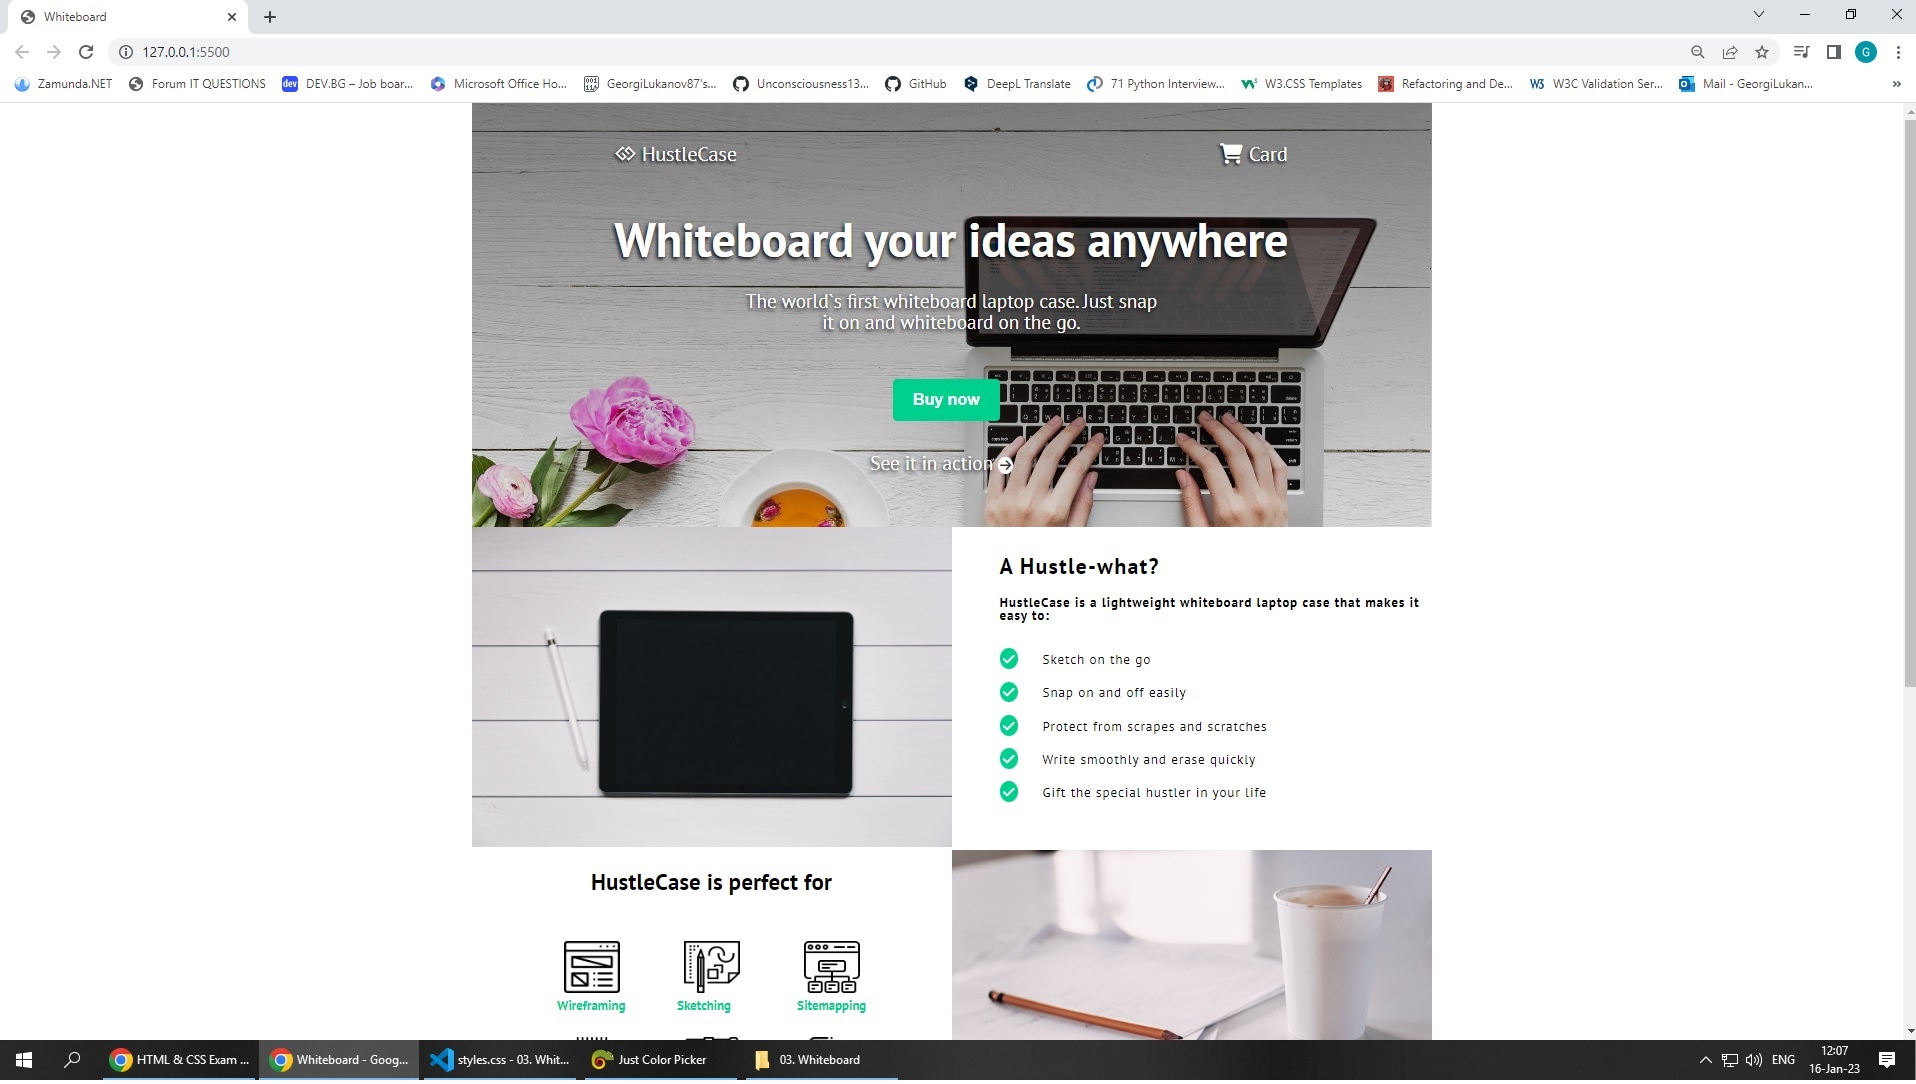 Whiteboard
127.0.0.1:5500
G
Zamunda.NET
Forum IT QUESTIONS
dev DEV.BG – Job boar...
Microsoft Office Ho...
GeorgiLukanov87's...
Unconsciousness13...
GitHub
DeepL Translate
71 Python Interview...
W3.CSS Templates
Refactoring and De...
W3C Validation Ser...
Mail - GeorgiLukan...
»
HustleCase
Card
Whiteboard your ideas anywhere
The world`s first whiteboard laptop case. Just snap
it on and whiteboard on the go.
Buy now
See it in action
A Hustle-what?
HustleCase is a lightweight whiteboard laptop case that makes it
easy to:
Sketch on the go
Snap on and off easily
Protect from scrapes and scratches
Write smoothly and erase quickly
Gift the special hustler in your life
HustleCase is perfect for
Wireframing
Sketching
Sitemapping
HTML & CSS Exam ...
Whiteboard - Goog...
styles.css - 03. Whit...
Just Color Picker
03. Whiteboard
ENG
12:07
16-Jan-23